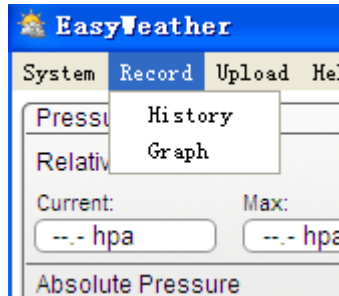 EasyWeather
System Record Upload Hel
Pressu
History
Relativ
Graph
Current: Max:
--.- hpa --.- hpa
Absolute Pressure